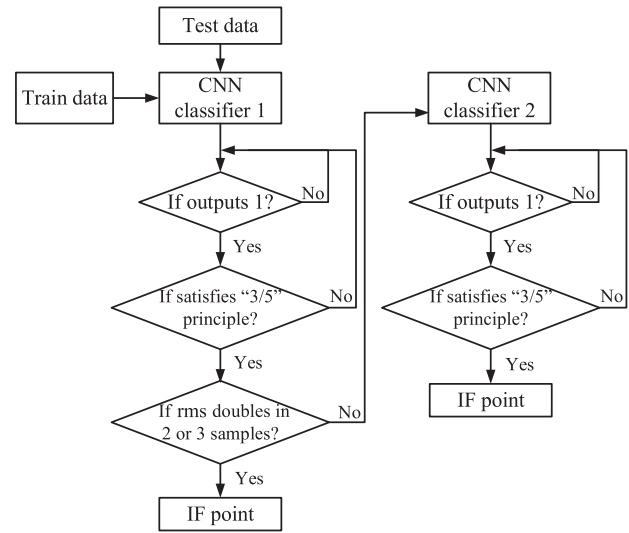 Test data
Train data
CNN
classifier 1
If outputs 1?
No
Yes
If satisfies “3/5”
principle?
No
Yes
If rms doubles in
2 or 3 samples?
No
Yes
IF point
CNN
classifier 2
If outputs 1?
No
Yes
If satisfies “3/5”
principle?
No
Yes
IF point